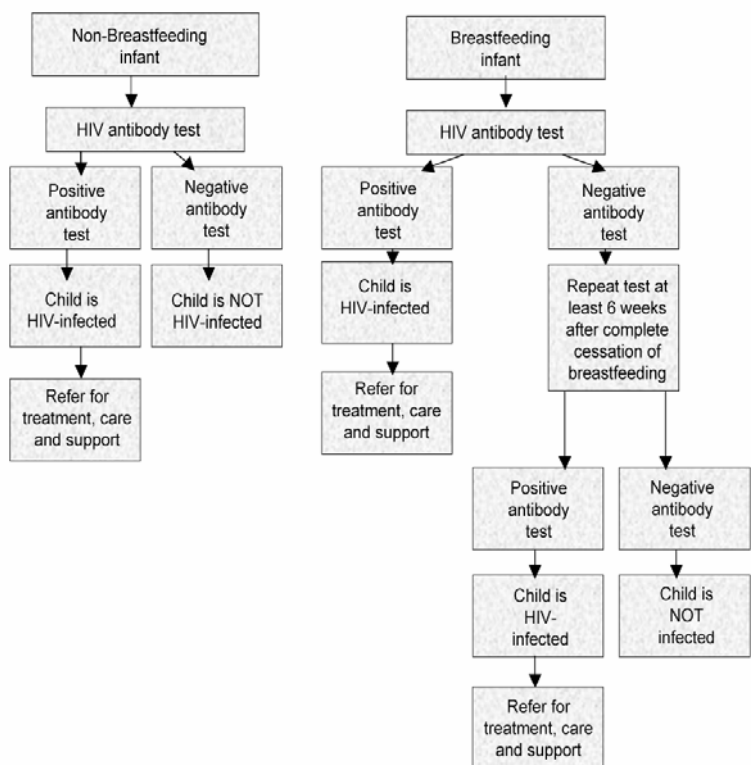 Non-Breastfeeding
infant
HIV antibody test
Positive
antibody
test
Negative
antibody
test
Child is
HIV-infected
Child is NOT
HIV-infected
Refer for
treatment, care
and support
Breastfeeding
infant
HIV antibody test
Positive
antibody
test
Negative
antibody
test
Child is
HIV-infected
Repeat test at
least 6 weeks
after complete
cessation of
breastfeeding
Refer for
treatment, care
and support
Positive
antibody
test
Negative
antibody
test
Child is
HIV-
infected
Child is
NOT
infected
Refer for
treatment, care
and support